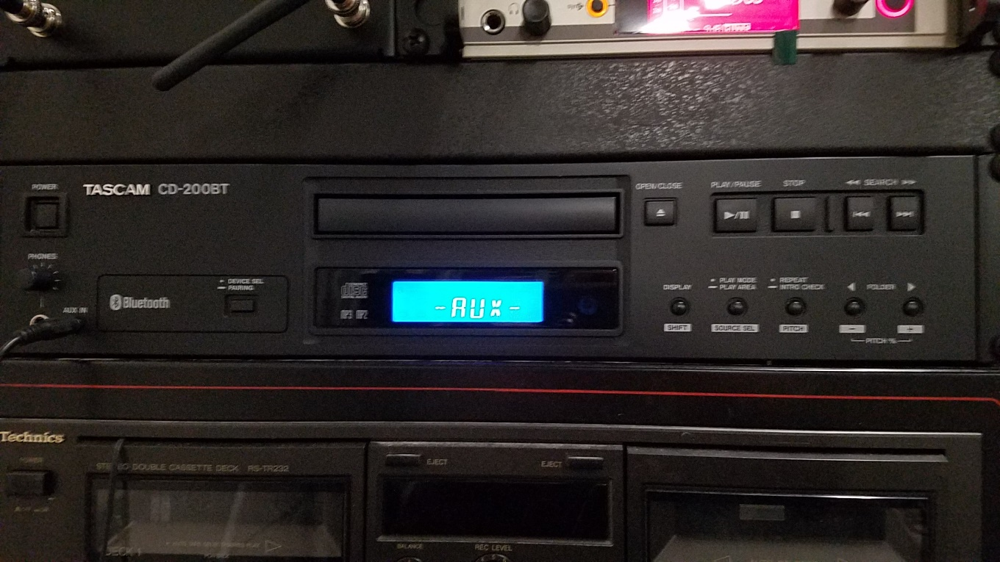 POWER
TASCAM CD-200BT
OPEN/CLOSE
PLAY/PAUSE
STOP
SEARCH
PHONES
DEVICE SEL
PAIRING
Bluetooth
AUX IN
disc
MP3 MP2
-AUX-
DISPLAY
SHIFT
PLAY MODE
PLAY AREA
SOURCE SEL
REPEAT
INTRO CHECK
PITCH
FOLDER
- +
PITCH %
Technics
POWER
STEREO DOUBLE CASSETTE DECK RS-TR232
EJECT
EJECT
DECK 1
BALANCE
REC LEVEL